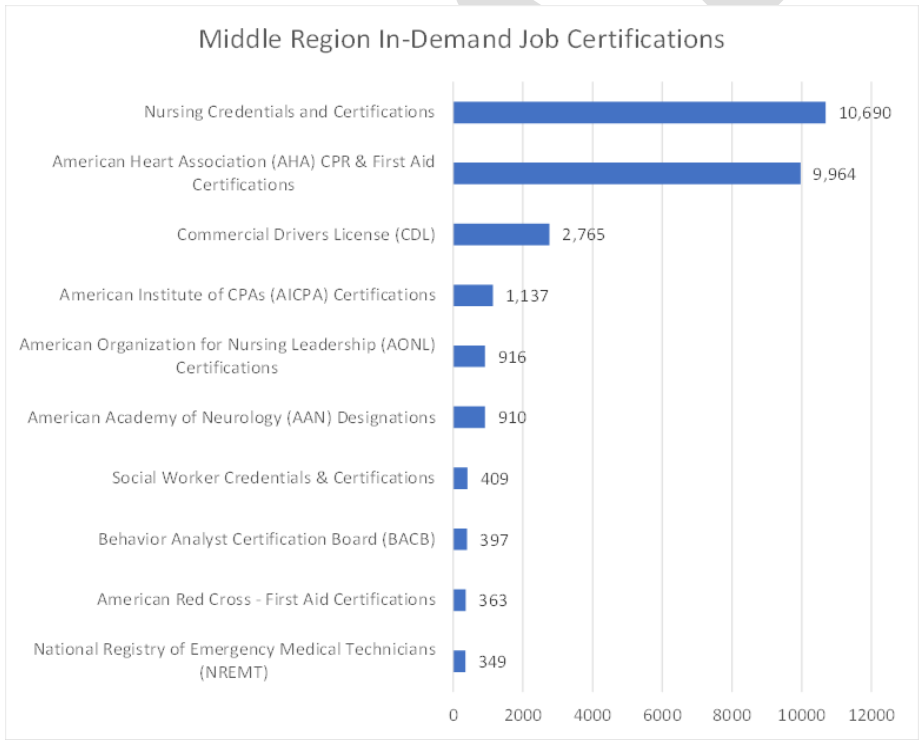 Middle Region In-Demand Job Certifications
Nursing Credentials and Certifications
10,690
American Heart Association (AHA) CPR & First Aid
Certifications
9,964
Commercial Drivers License (CDL)
2,765
American Institute of CPAs (AICPA) Certifications
1,137
American Organization for Nursing Leadership (AONL)
Certifications
916
American Academy of Neurology (AAN) Designations
910
Social Worker Credentials & Certifications
409
Behavior Analyst Certification Board (BACB)
397
American Red Cross - First Aid Certifications
363
National Registry of Emergency Medical Technicians
(NREMT)
349
0 2000 4000 6000 8000 10000 12000